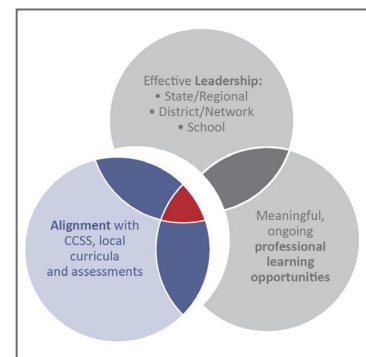 Effective Leadership:
• State/Regional
• District/Network
• School
Alignment with
CCSS, local
curricula
and assessments
Meaningful,
ongoing
professional
learning
opportunities